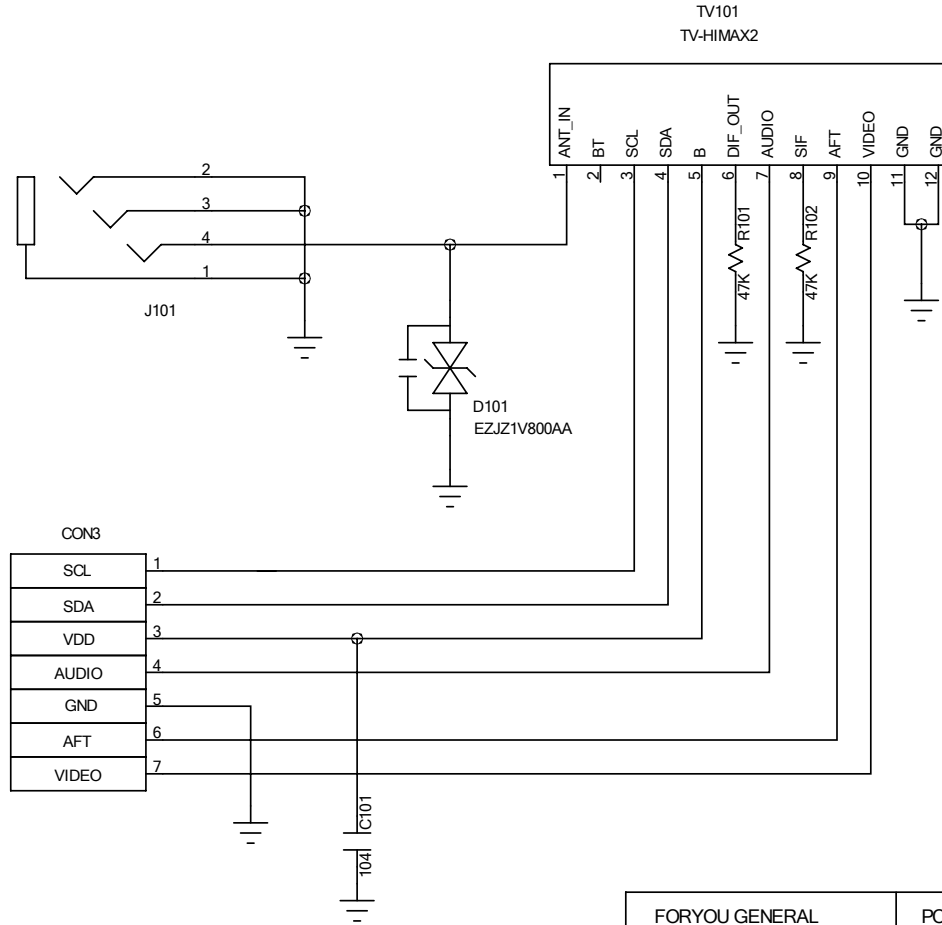 TV101
TV-HIMAX2
ANT_IN
BT
SCL
SDA
B
DIF_OUT
AUDIO
SIF
AFT
VIDEO
GND
GND
1
2
3
4
5
6
7
8
9
10
11
12
2
3
4
1
J101
R101
47K
R102
47K
D101
EZJZ1V800AA
CON3
SCL 1
SDA 2
VDD 3
AUDIO 4
GND 5
AFT 6
VIDEO 7
C101
104
FORYOU GENERAL